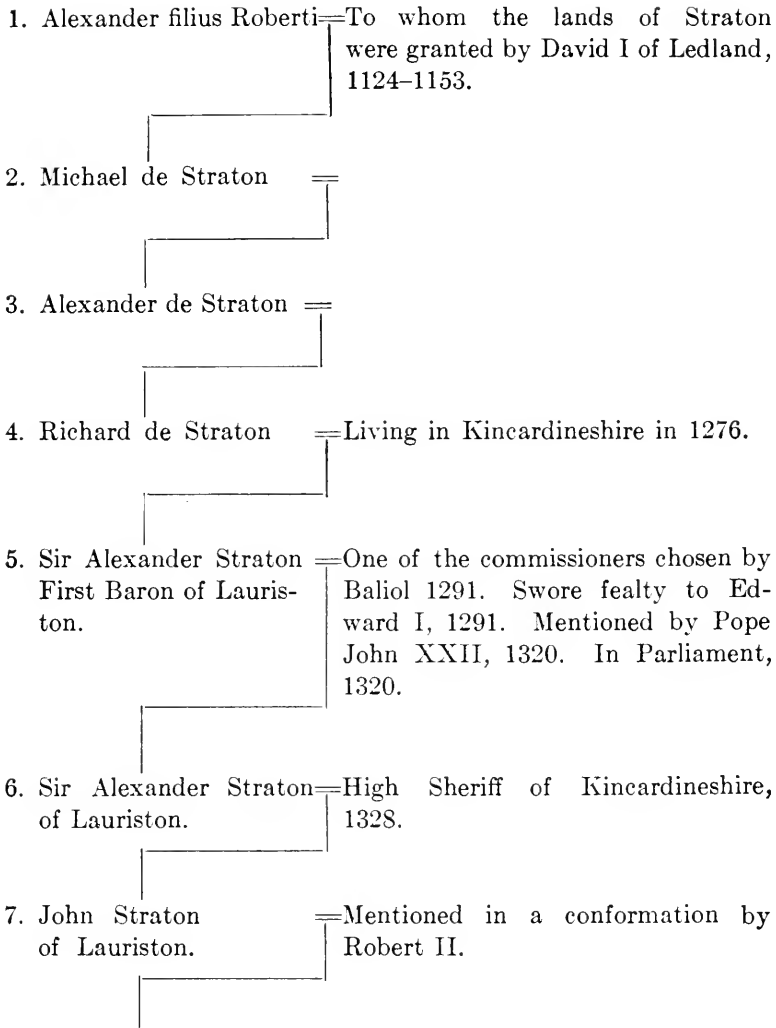 1. Alexander filius Roberti=To whom the lands of Straton
were granted by David I of Ledland,
1124–1153.
2. Michael de Straton =
3. Alexander de Straton =
4. Richard de Straton =Living in Kincardineshire in 1276.
5. Sir Alexander Straton =One of the commissioners chosen by
First Baron of Lauris- Baliol 1291. Swore fealty to Ed-
ton. ward I, 1291. Mentioned by Pope
John XXII, 1320. In Parliament,
1320.
6. Sir Alexander Straton=High Sheriff of Kincardineshire,
of Lauriston. 1328.
7. John Straton =Mentioned in a conformation by
of Lauriston. Robert II.